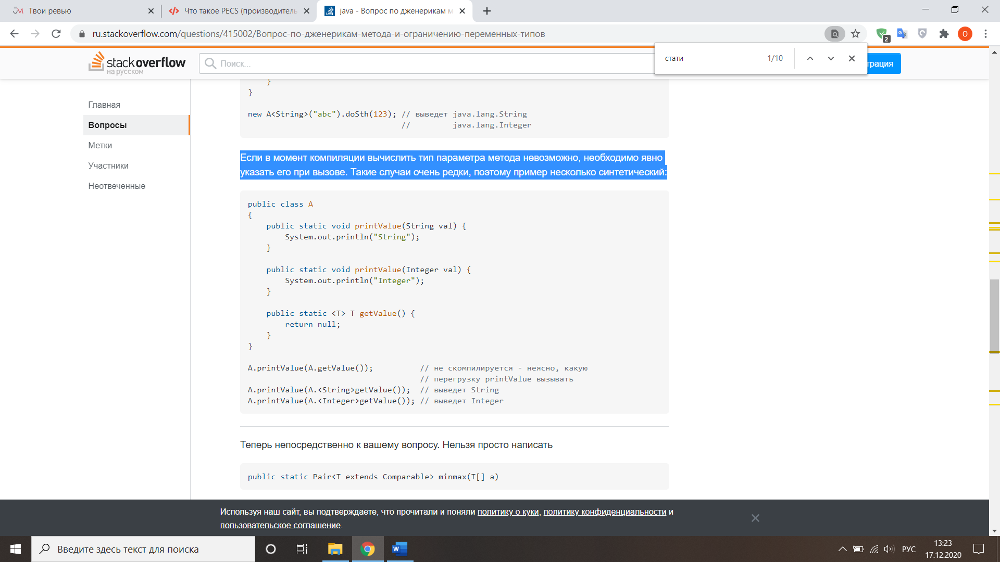 Твои ревью
Что такое PECS (производитель
java - Вопрос по дженерикам м
ru.stackoverflow.com/questions/415002/Вопрос-по-дженерикам-метода-и-ограничению-переменных-типов
2
О
стати
1/10
stackoverflow
на русском
Поиск...
трация
Главная
Вопросы
Метки
Участники
Неотвеченные
}
}
new A<String>("abc").doSth(123); // выведет java.lang.String
// java.lang.Integer
Если в момент компиляции вычислить тип параметра метода невозможно, необходимо явно
указать его при вызове. Такие случаи очень редки, поэтому пример несколько синтетический:
public class A
{
public static void printValue(String val) {
System.out.println("String");
}
public static void printValue(Integer val) {
System.out.println("Integer");
}
public static <T> T getValue() {
return null;
}
}
A.printValue(A.getValue()); // не скомпилируется - неясно, какую
// перегрузку printValue вызывать
A.printValue(A.<String>getValue()); // выведет String
A.printValue(A.<Integer>getValue()); // выведет Integer
Теперь непосредственно к вашему вопросу. Нельзя просто написать
public static Pair<T extends Comparable> minmax(T[] a)
Используя наш сайт, вы подтверждаете, что прочитали и поняли политику о куки, политику конфиденциальности и
пользовательское соглашение.
Введите здесь текст для поиска
РУС
13:23
17.12.2020